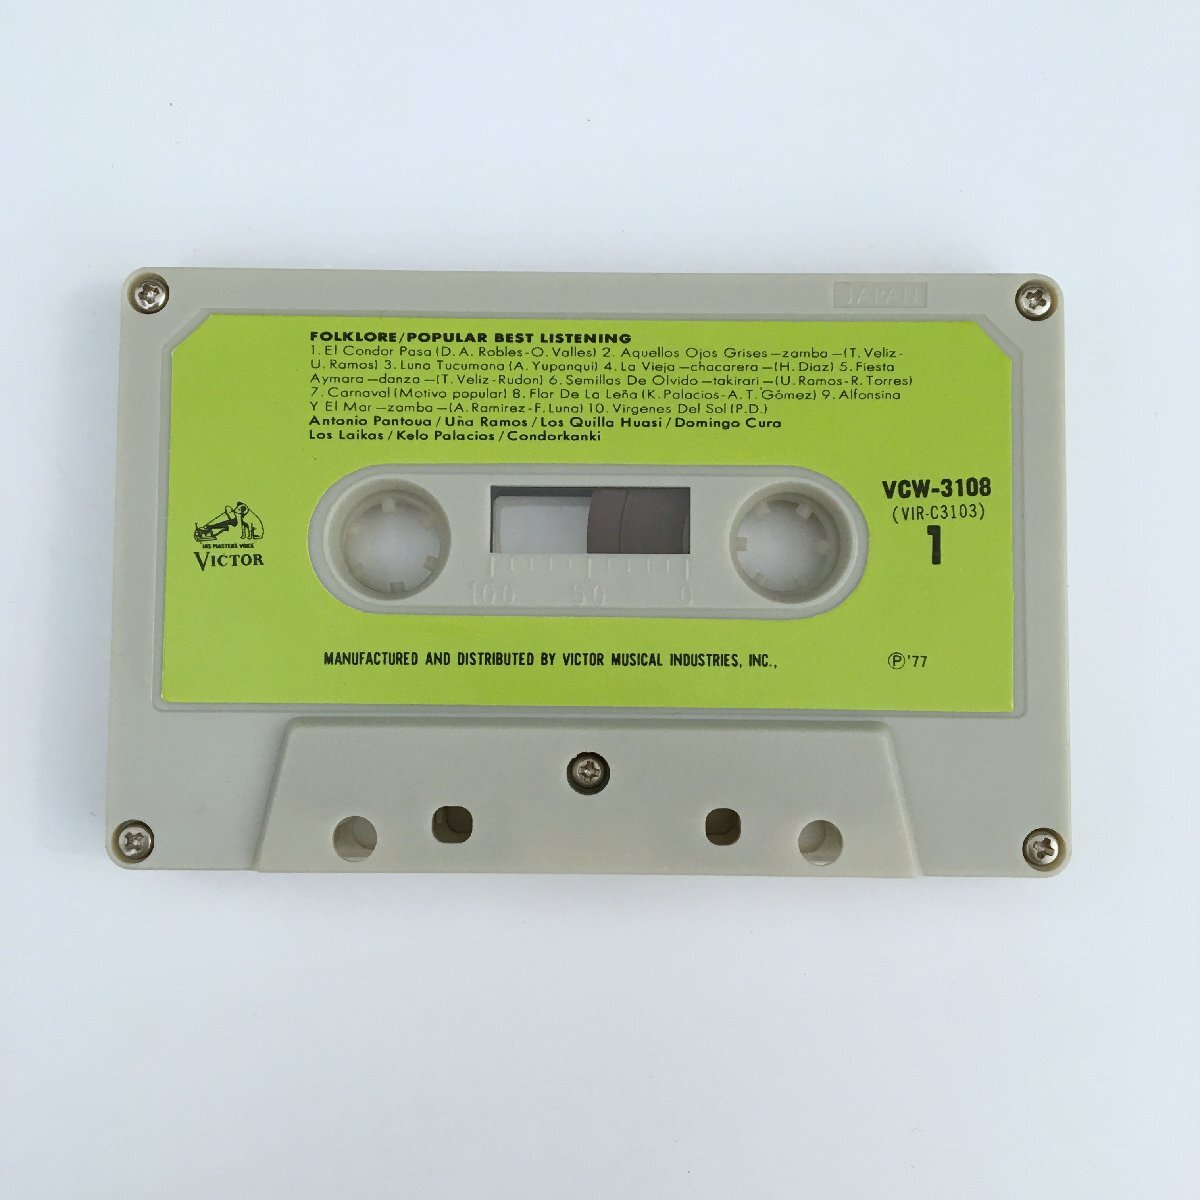 JAPAN
FOLKLORE/POPULAR BEST LISTENING
1. El Condor Pasa (D. A. Robles-O. Valles) 2. Aquellos Ojos Grises—zamba—(T. Veliz-
U. Ramos) 3. Luna Tucumana (A. Yupanqui) 4. La Vieja—chacarera—(H. Diaz) 5. Fiesta
Aymara—danza—(T. Veliz-Rudon) 6. Semillas De Olvido—takirari—(U. Ramos-R. Torres)
7. Carnaval (Motivo popular) 8. Flor De La Leña (K. Palacios-A. T. Gómez) 9. Alfonsina
Y El Mar—zamba—(A. Ramirez-F. Luna) 10. Virgenes Del Sol (P.D.)
Antonio Pantoua/Uña Ramos/Los Quilla Huasi/Domingo Cura
Los Laikas/Kelo Palacios/Condorkanki
VCW-3108
(VIR-C3103)
1
HIS MASTER'S VOICE
VICTOR
100 50 0
MANUFACTURED AND DISTRIBUTED BY VICTOR MUSICAL INDUSTRIES, INC.,
Ⓟ'77